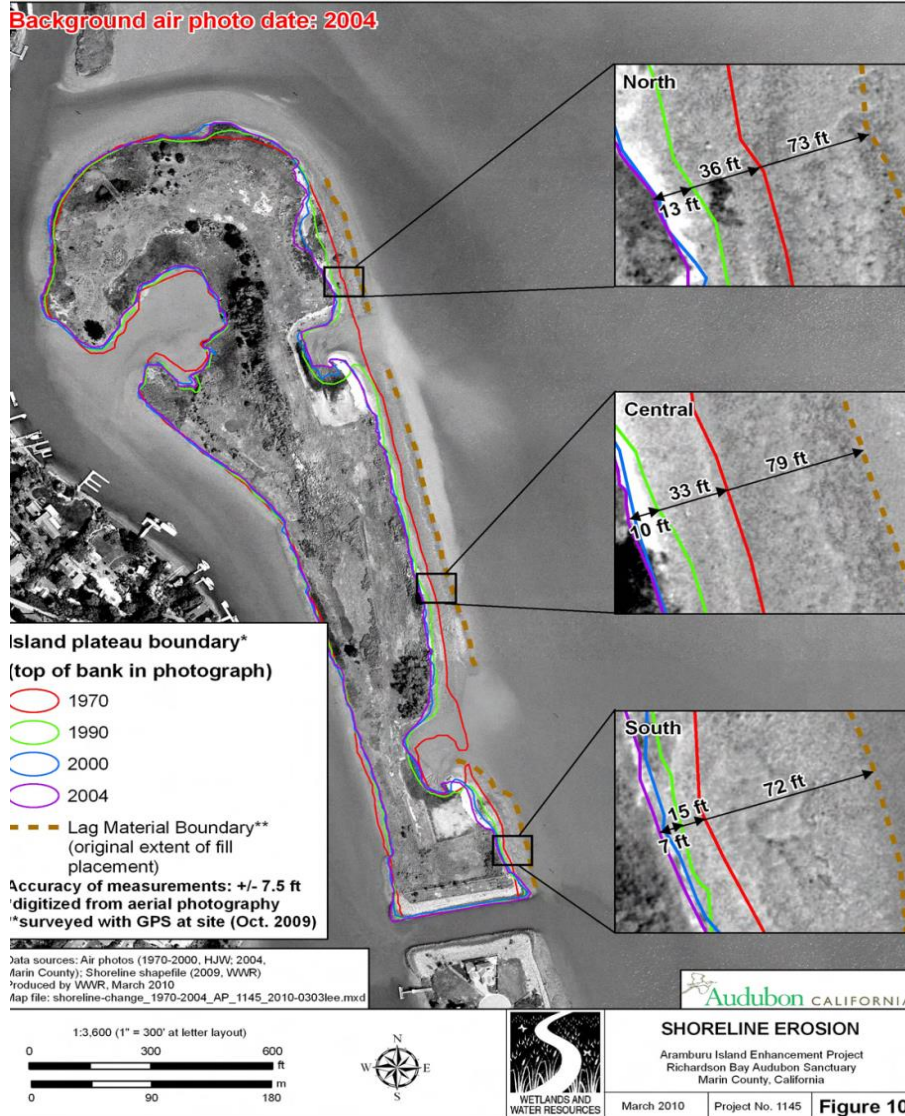 Background air photo date: 2004
North
36 ft
73 ft
13 ft
Central
33 ft
79 ft
10 ft
South
15 ft
72 ft
7 ft
Island plateau boundary*
(top of bank in photograph)
1970
1990
2000
2004
Lag Material Boundary**
(original extent of fill
placement)
Accuracy of measurements: +/- 7.5 ft
*digitized from aerial photography
**surveyed with GPS at site (Oct. 2009)
Data sources: Air photos (1970-2000, HJW; 2004,
Marin County); Shoreline shapefile (2009, WWR)
Produced by WWR, March 2010
Map file: shoreline-change_1970-2004_AP_1145_2010-0303lee.mxd
Audubon CALIFORNIA
1:3,600 (1" = 300' at letter layout)
0 300 600
ft
m
0 90 180
N
W E
S
WETLANDS AND
WATER RESOURCES
SHORELINE EROSION
Aramburu Island Enhancement Project
Richardson Bay Audubon Sanctuary
Marin County, California
March 2010 Project No. 1145 Figure 10